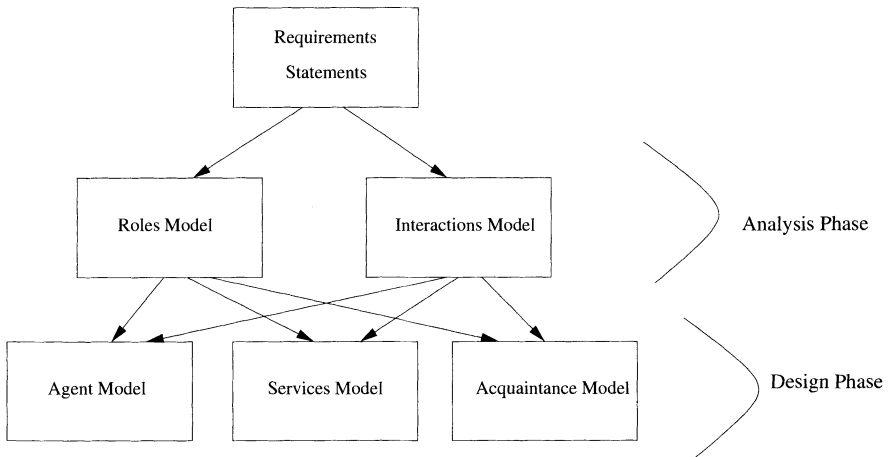 Requirements
Statements
Roles Model
Interactions Model
Analysis Phase
Agent Model
Services Model
Acquaintance Model
Design Phase